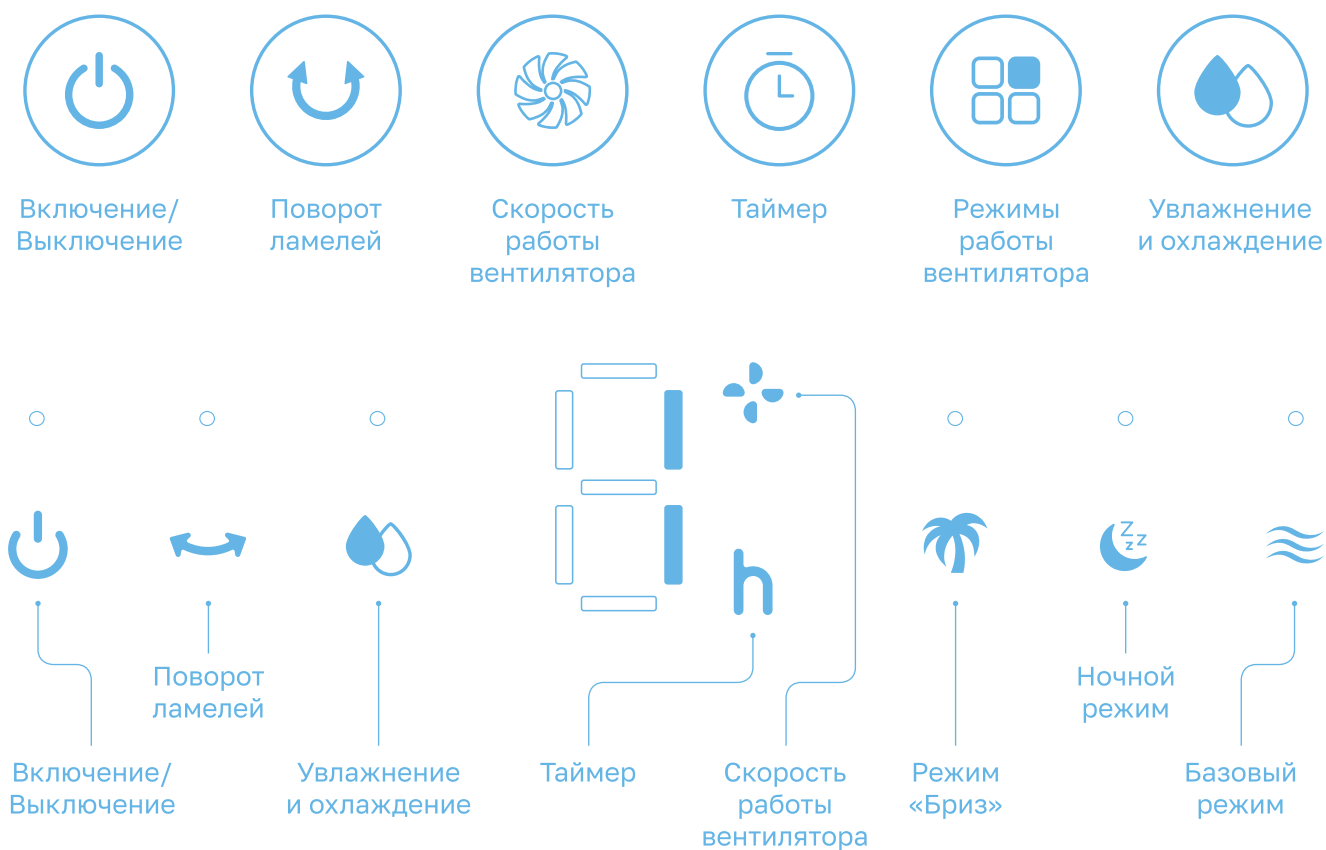 Включение/
Выключение
Поворот
ламелей
Скорость
работы
вентилятора
Таймер
Режимы
работы
вентилятора
Увлажнение
и охлаждение
h
z z
z
Поворот
ламелей
Ночной
режим
Включение/
Выключение
Увлажнение
и охлаждение
Таймер
Скорость
работы
вентилятора
Режим
«Бриз»
Базовый
режим